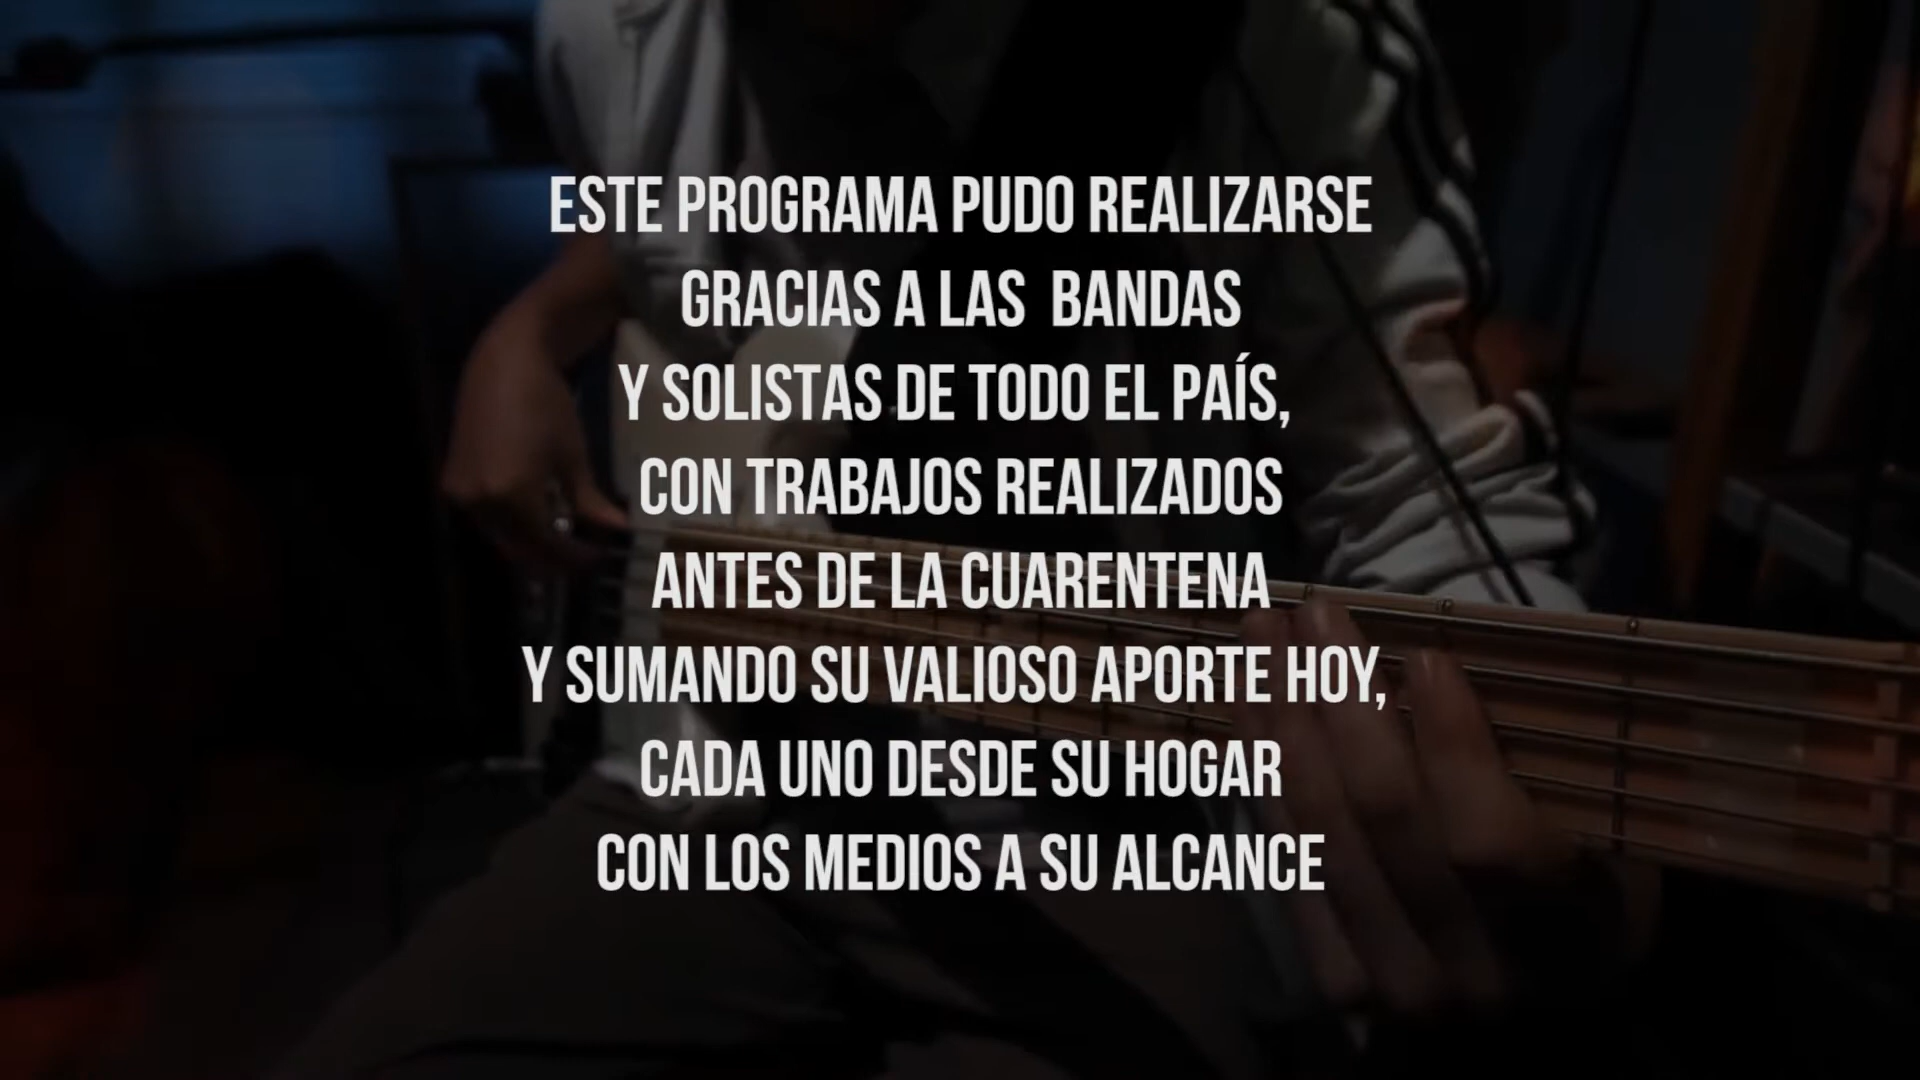 ESTE PROGRAMA PUDO REALIZARSE
GRACIAS A LAS BANDAS
Y SOLISTAS DE TODO EL PAÍS,
CON TRABAJOS REALIZADOS
ANTES DE LA CUARENTENA
Y SUMANDO SU VALIOSO APORTE HOY,
CADA UNO DESDE SU HOGAR
CON LOS MEDIOS A SU ALCANCE